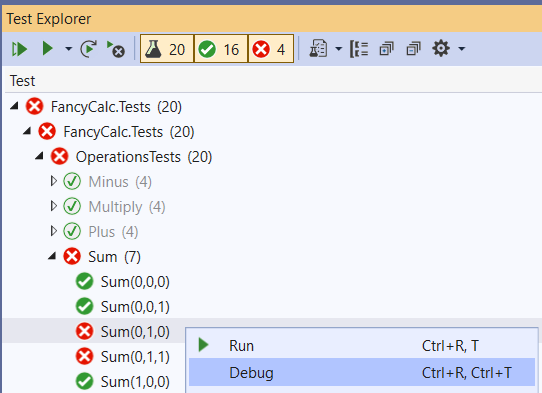 Test Explorer
20 16 4
Test
FancyCalc.Tests (20)
FancyCalc.Tests (20)
OperationsTests (20)
Minus (4)
Multiply (4)
Plus (4)
Sum (7)
Sum(0,0,0)
Sum(0,0,1)
Sum(0,1,0)
Run Ctrl+R, T
Sum(0,1,1)
Debug Ctrl+R, Ctrl+T
Sum(1,0,0)